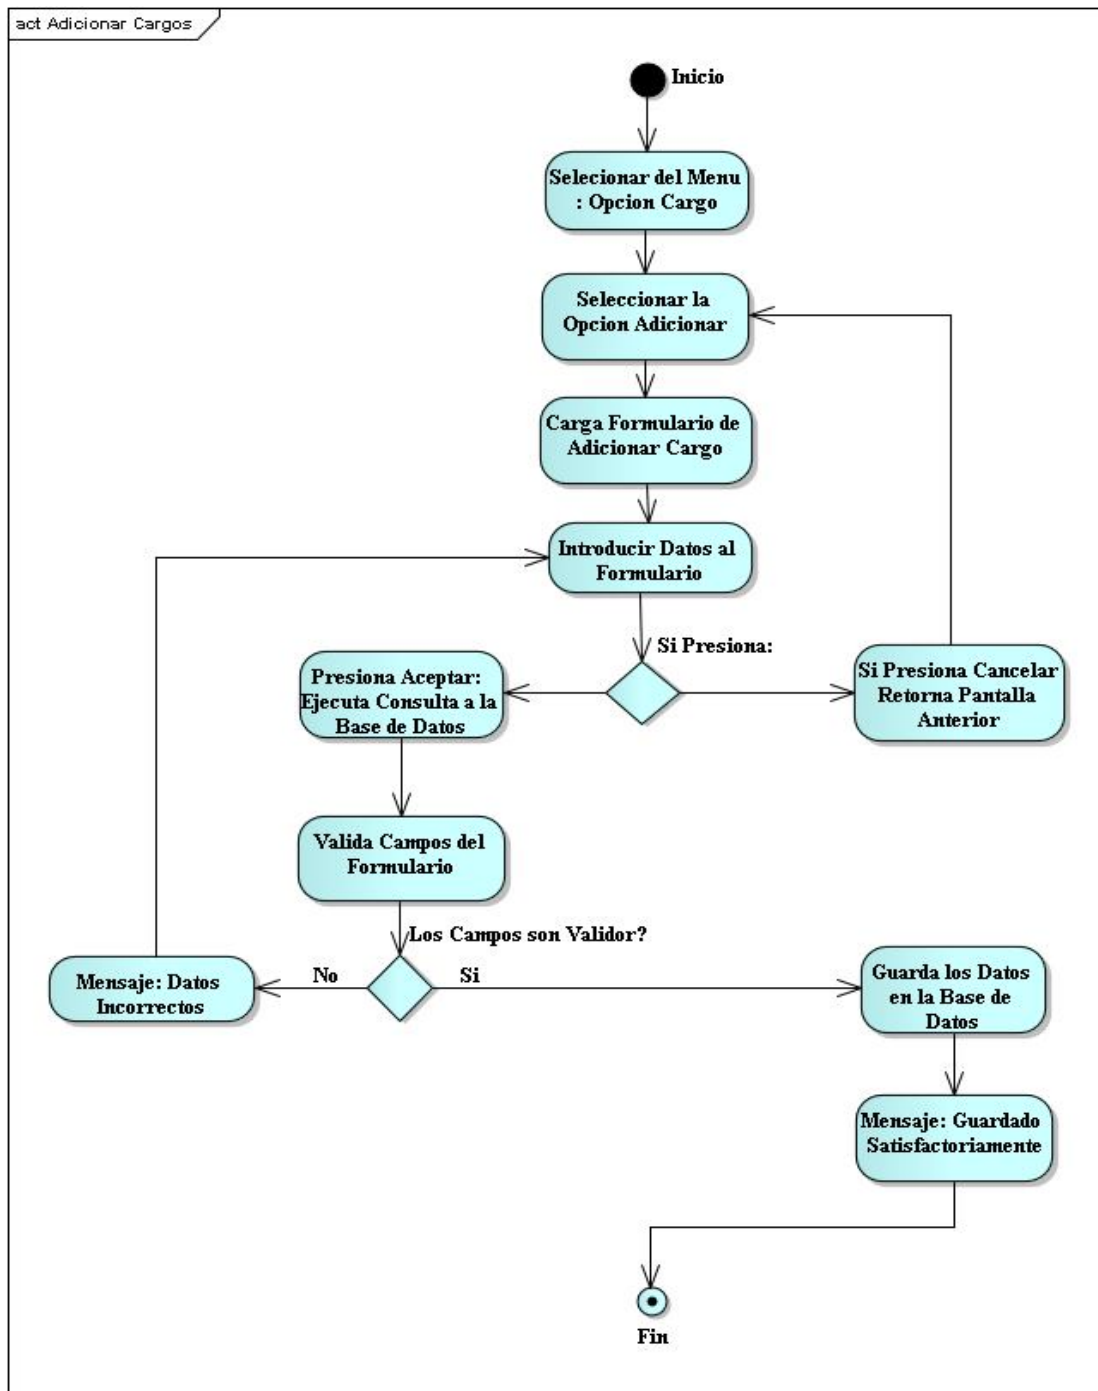 act Adicionar Cargos
Inicio
Selecionar del Menu
: Opcion Cargo
Seleccionar la
Opcion Adicionar
Carga Formulario de
Adicionar Cargo
Introducir Datos al
Formulario
Si Presiona:
Presiona Aceptar:
Ejecuta Consulta a la
Base de Datos
Si Presiona Cancelar
Retorna Pantalla
Anterior
Valida Campos del
Formulario
Los Campos son Validor?
No
Si
Mensaje: Datos
Incorrectos
Guarda los Datos
en la Base de
Datos
Mensaje: Guardado
Satisfactoriamente
Fin